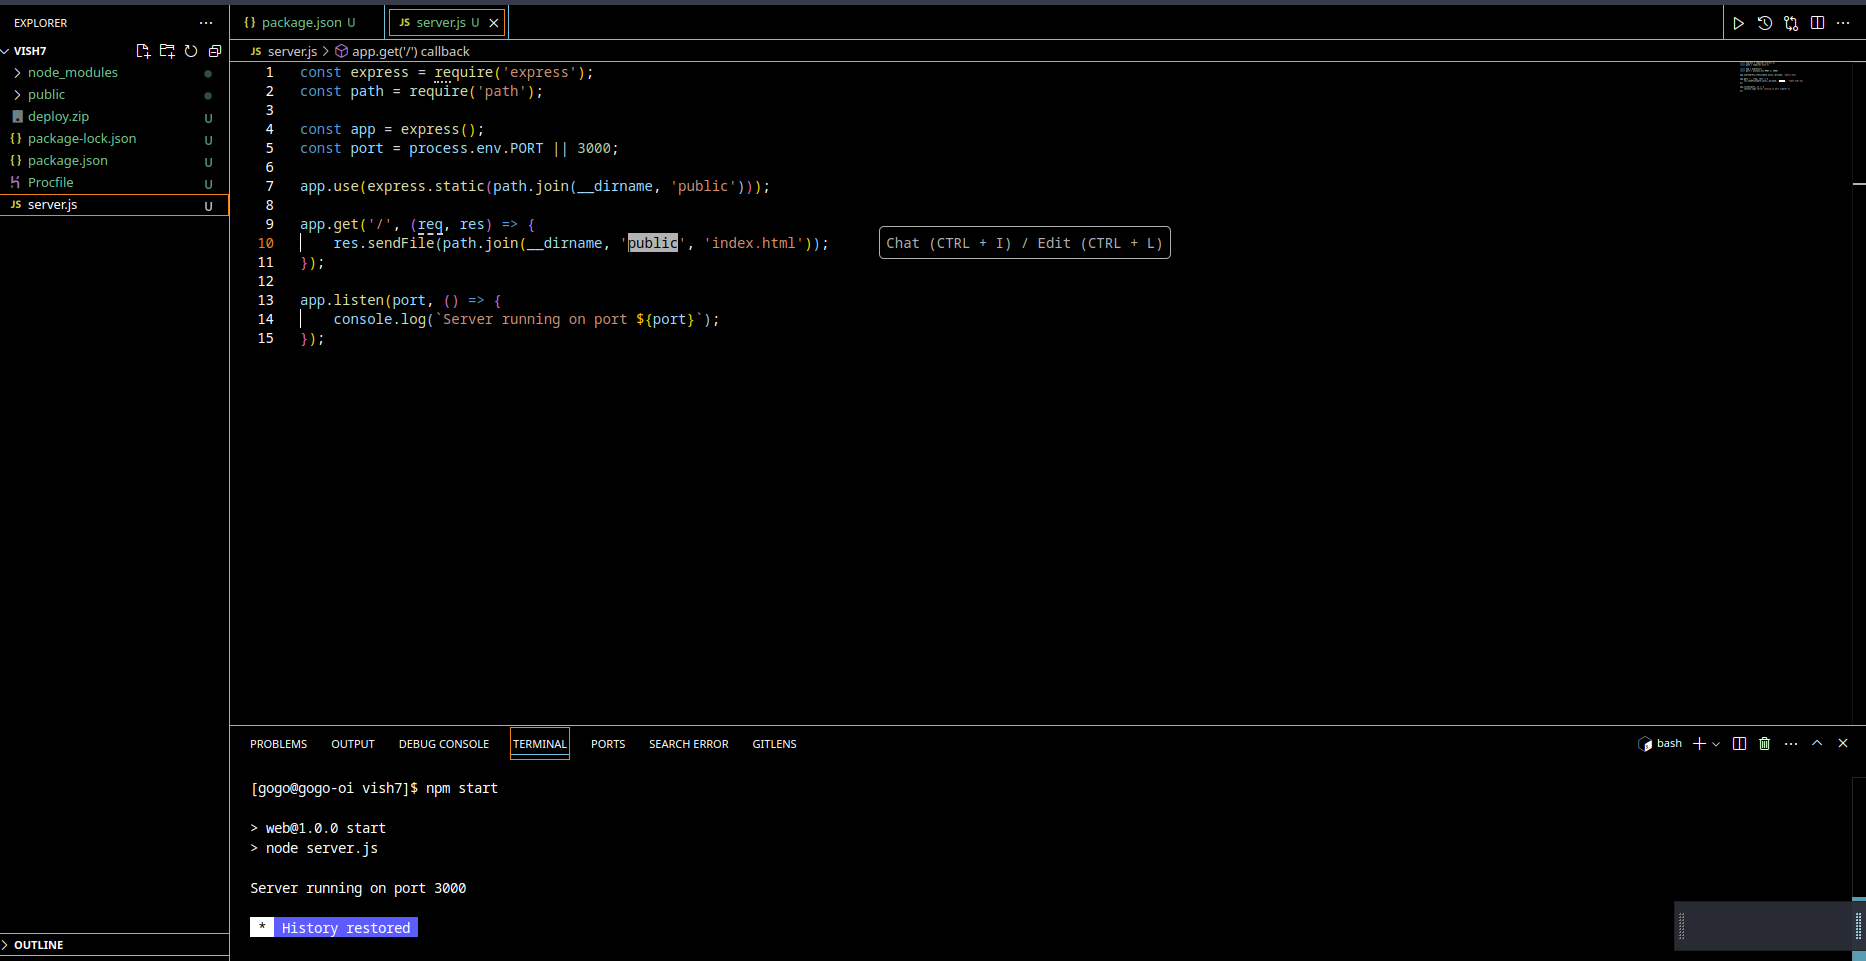 EXPLORER
VISH7
node_modules
public
deploy.zip U
{} package-lock.json U
{} package.json U
Procfile U
JS server.js U
OUTLINE
{} package.json U
JS server.js U
JS server.js > app.get('/') callback
1 const express = require('express');
2 const path = require('path');
3
4 const app = express();
5 const port = process.env.PORT || 3000;
6
7 app.use(express.static(path.join(__dirname, 'public')));
8
9 app.get('/', (req, res) => {
10 res.sendFile(path.join(__dirname, 'public', 'index.html'));
Chat (CTRL + I) / Edit (CTRL + L)
11 });
12
13 app.listen(port, () => {
14 console.log(`Server running on port ${port}`);
15 });
PROBLEMS OUTPUT DEBUG CONSOLE TERMINAL PORTS SEARCH ERROR GITLENS
bash
[gogo@gogo-oi vish7]$ npm start
> web@1.0.0 start
> node server.js
Server running on port 3000
* History restored